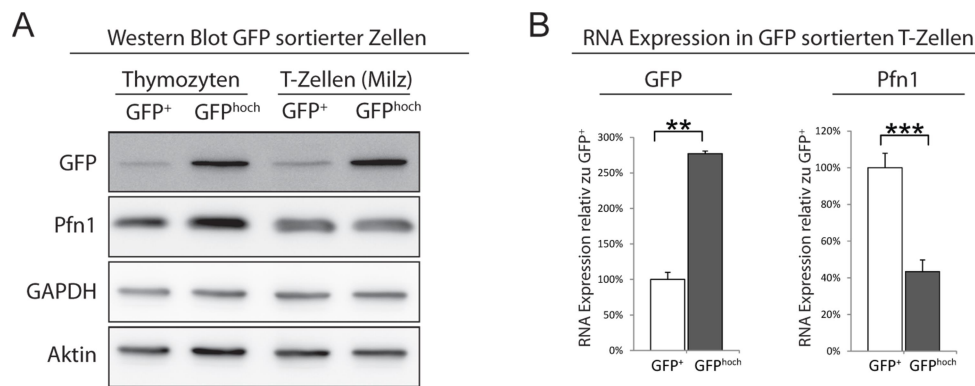 A
Western Blot GFP sortierter Zellen
Thymozyten
T-Zellen (Milz)
GFP⁺
GFPʰᵒᶜʰ
GFP⁺
GFPʰᵒᶜʰ
GFP
Pfn1
GAPDH
Aktin
B
RNA Expression in GFP sortierten T-Zellen
GFP
RNA Expression relativ zu GFP⁺
300%
250%
200%
150%
100%
50%
0%
**
GFP⁺
GFPʰᵒᶜʰ
Pfn1
RNA Expression relativ zu GFP⁺
120%
100%
80%
60%
40%
20%
0%
***
GFP⁺
GFPʰᵒᶜʰ